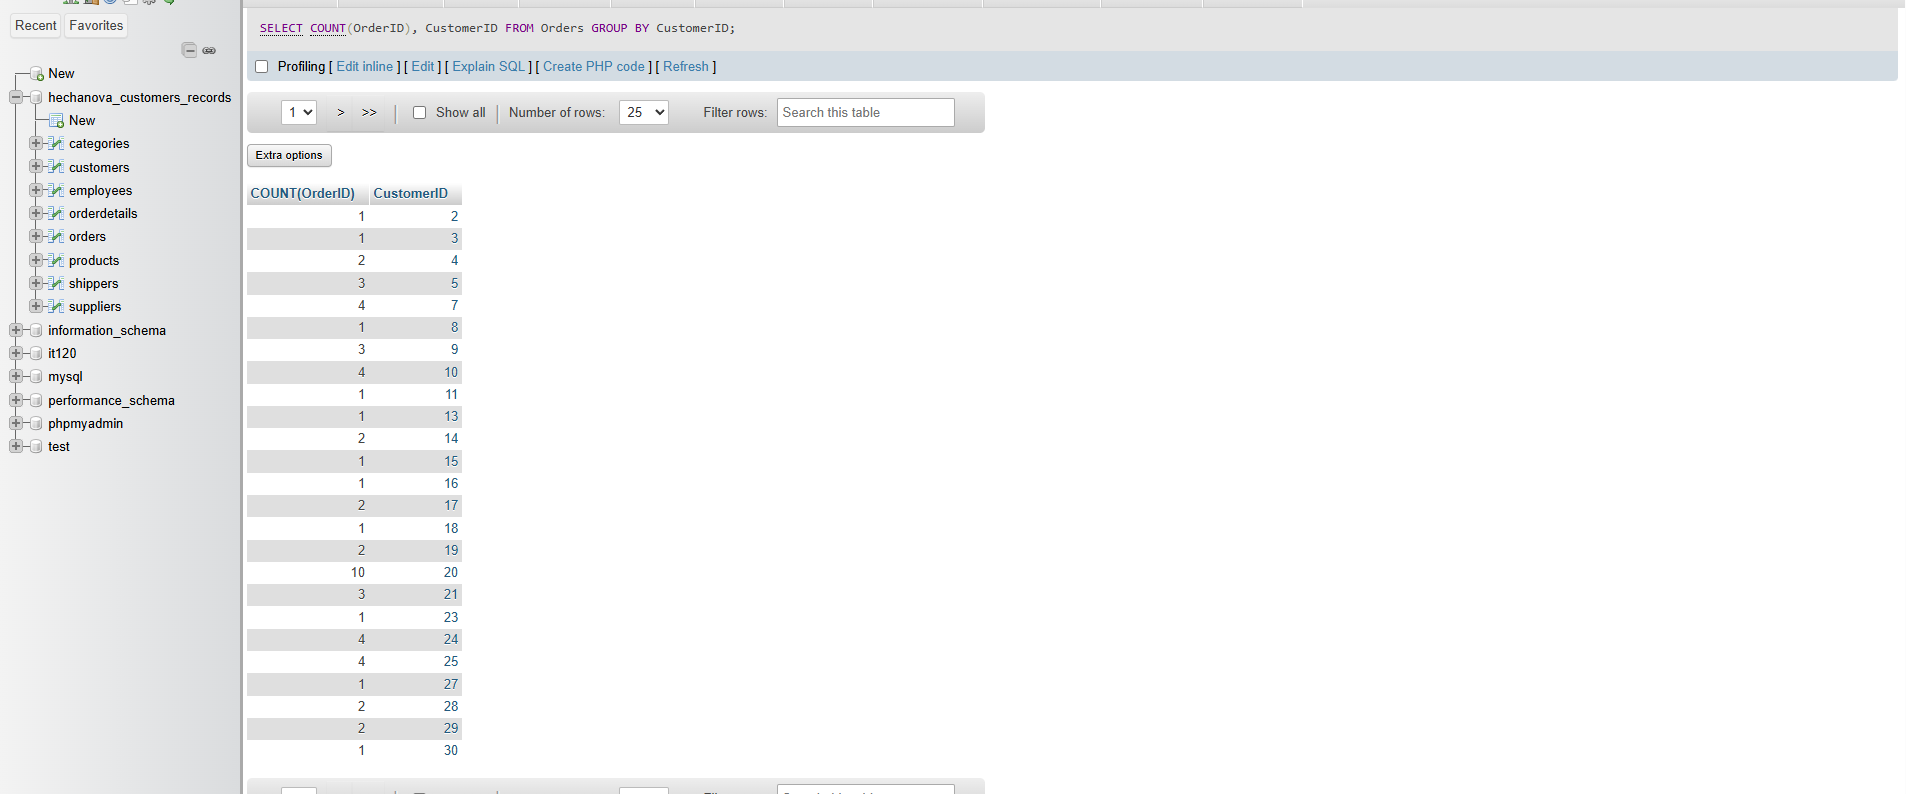 Recent Favorites
New
hechanova_customers_records
New
categories
customers
employees
orderdetails
orders
products
shippers
suppliers
information_schema
it120
mysql
performance_schema
phpmyadmin
test
SELECT COUNT(OrderID), CustomerID FROM Orders GROUP BY CustomerID;
Profiling [ Edit inline ] [ Edit ] [ Explain SQL ] [ Create PHP code ] [ Refresh ]
1 > >> | Show all | Number of rows: 25 Filter rows: Search this table
Extra options
COUNT(OrderID) CustomerID
1 2
1 3
2 4
3 5
4 7
1 8
3 9
4 10
1 11
1 13
2 14
1 15
1 16
2 17
1 18
2 19
10 20
3 21
1 23
4 24
4 25
1 27
2 28
2 29
1 30